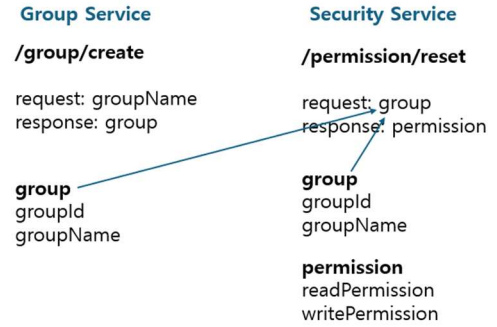 Group Service
/group/create
request: groupName
response: group
group
groupId
groupName
Security Service
/permission/reset
request: group
response: permission
group
groupId
groupName
permission
readPermission
writePermission